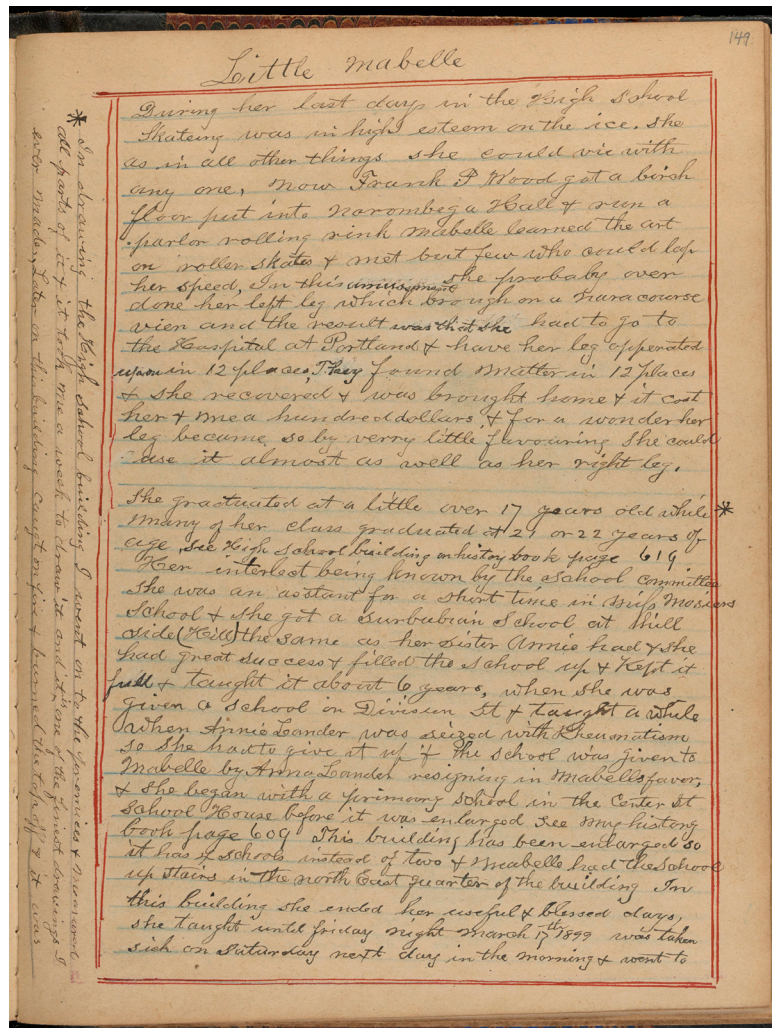 149
Little Mabelle
During her last days in the High School
Skateing was in high esteem on the ice. She
as in all other things she could vie with
any one, Now Frank P Wood got a birch
floor put into Narombega Hall & run a
parlor rolling rink Mabelle learned the art
on roller skates & met but few who could lap
her speed, In this amusement she probaby over
done her left leg which brough on a
vien and the result was that she had to go to
the Hospital at Portland & have her leg opperated
upon in 12 places, They found Matter in 12 places
& she recovered & was brought home & it cost
her & me a hundred dollars & for a wonder her
leg became so by verry little favouring she could
use it almost as well as her right leg.
She graduated at a little over 17 years old while *
Many of her class graduated at 21 or 22 years of
age see High School building on history book page 619
Her interest being known by the School Committee
she was an asstant for a short time in Miss Mosiers
School & she got a surbubian School at
side (Hill) the same as her sister Annie had & she
had great success & filled the School up & Kept it
full & taught it about 6 years, when she was
given a school on Division St & taught a while
when Annie Lander was seized with Rheumatism
so she had to give it up & the school was given to
Mabelle by Anna Lander resigning in Mabells favor,
& she began with a primary School in the Center St
School House before it was enlarged see my history
book page 609 This building has been enlarged so
it has 4 schools instead of two & Mabelle had the School
up stairs in the north East quarter of the building In
this building she ended her useful & blessed days,
she taught until friday night March 1899 was taken
sick on Saturday next day in the morning & went to
* In drawing the High School building I went on to the Premices & Measured
all parts of it & it took me a week to draw it and it is one of the finest drawings I
ever made, Later on this building caught on fire & burned the top off & it was